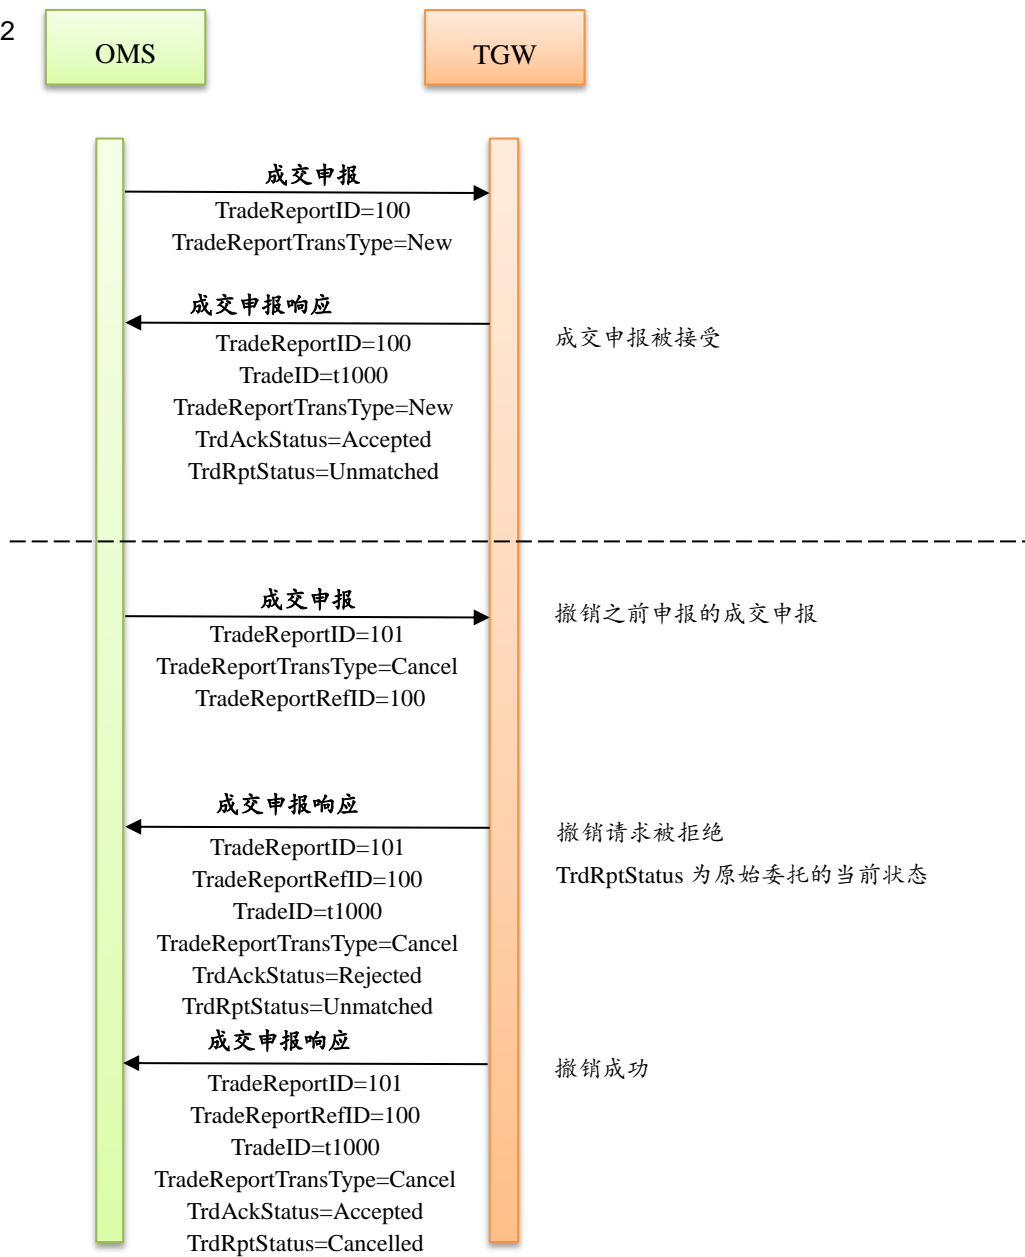 2
OMS
TGW
成交申报
TradeReportID=100
TradeReportTransType=New
成交申报响应
成交申报被接受
TradeReportID=100
TradeID=t1000
TradeReportTransType=New
TrdAckStatus=Accepted
TrdRptStatus=Unmatched
成交申报
撤销之前申报的成交申报
TradeReportID=101
TradeReportTransType=Cancel
TradeReportRefID=100
成交申报响应
撤销请求被拒绝
TradeReportID=101
TrdRptStatus 为原始委托的当前状态
TradeReportRefID=100
TradeID=t1000
TradeReportTransType=Cancel
TrdAckStatus=Rejected
TrdRptStatus=Unmatched
成交申报响应
撤销成功
TradeReportID=101
TradeReportRefID=100
TradeID=t1000
TradeReportTransType=Cancel
TrdAckStatus=Accepted
TrdRptStatus=Cancelled